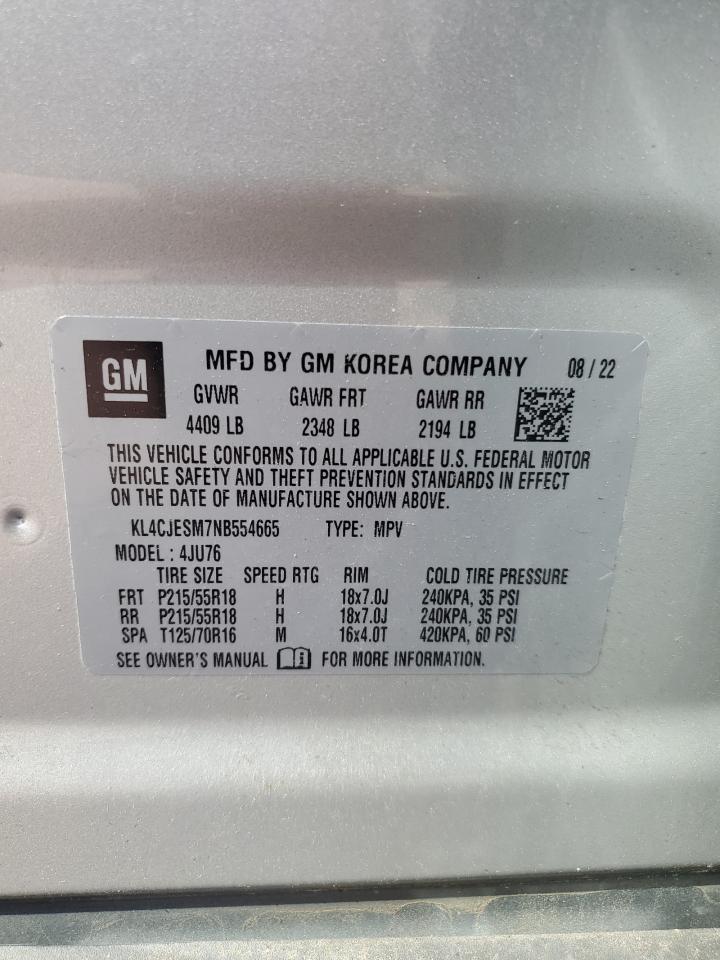 GM MFD BY GM KOREA COMPANY 08 / 22
GVWR GAWR FRT GAWR RR
4409 LB 2348 LB 2194 LB
THIS VEHICLE CONFORMS TO ALL APPLICABLE U.S. FEDERAL MOTOR
VEHICLE SAFETY AND THEFT PREVENTION STANDARDS IN EFFECT
ON THE DATE OF MANUFACTURE SHOWN ABOVE.
KL4CJESM7NB554665 TYPE: MPV
MODEL : 4JU76
TIRE SIZE SPEED RTG RIM COLD TIRE PRESSURE
FRT P215/55R18 H 18x7.0J 240KPA, 35 PSI
RR P215/55R18 H 18x7.0J 240KPA, 35 PSI
SPA T125/70R16 M 16x4.0T 420KPA, 60 PSI
SEE OWNER'S MANUAL i FOR MORE INFORMATION.